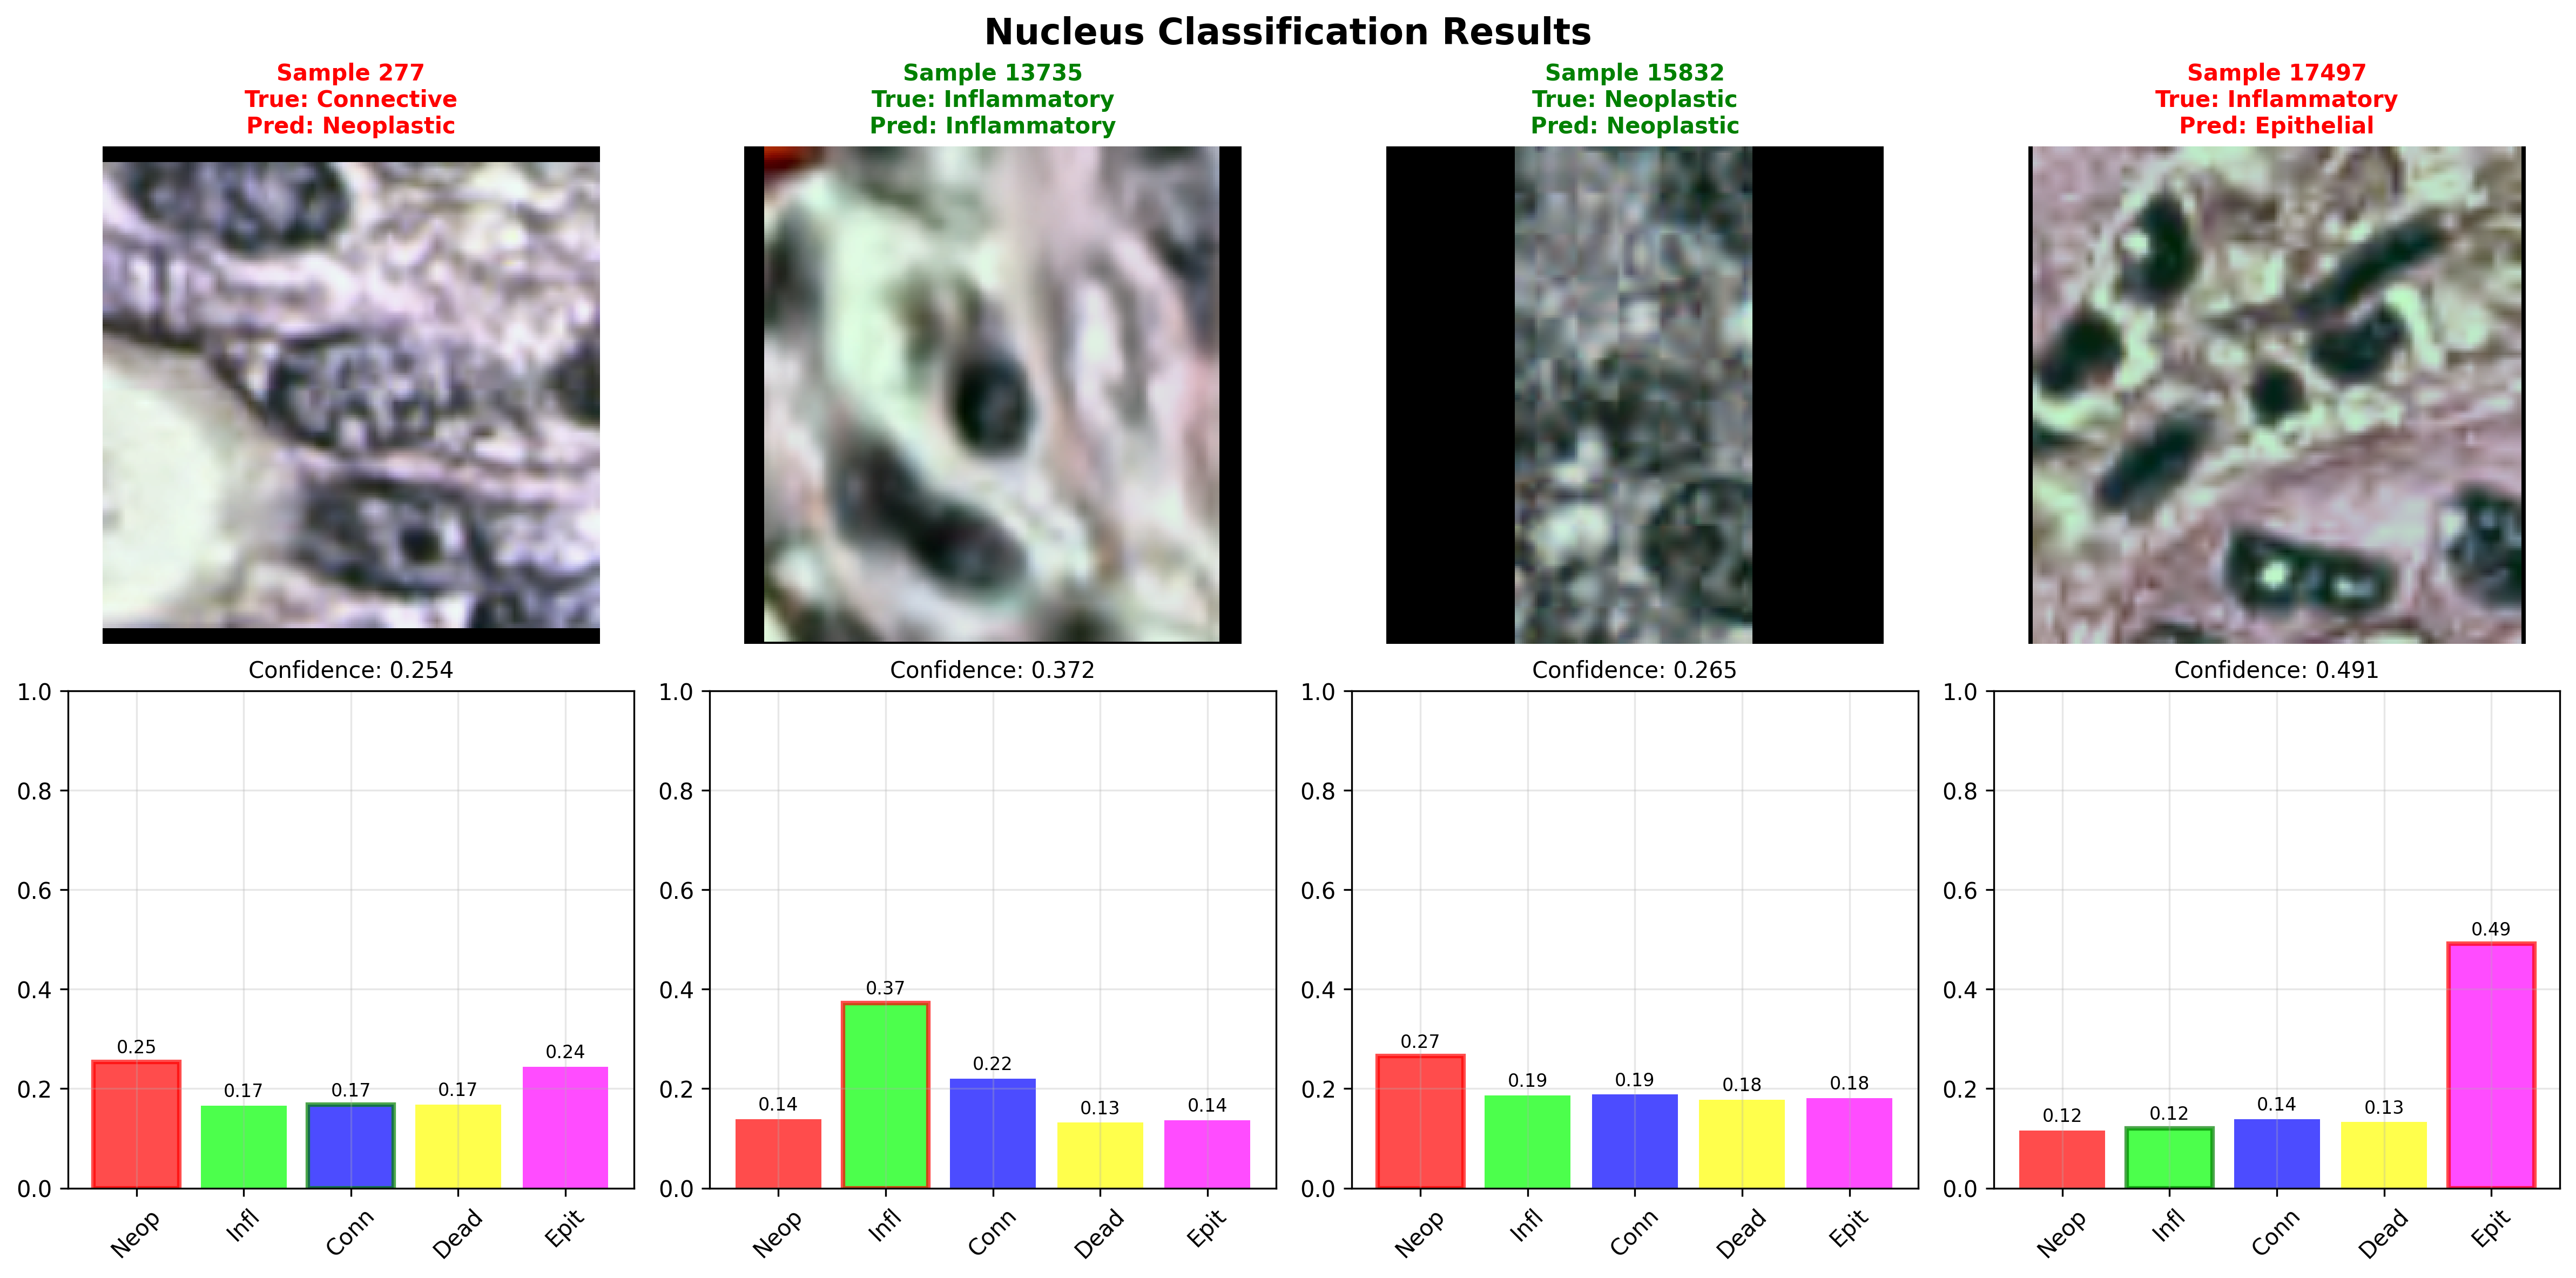 Nucleus Classification Results
Sample 277
True: Connective
Pred: Neoplastic
Sample 13735
True: Inflammatory
Pred: Inflammatory
Sample 15832
True: Neoplastic
Pred: Neoplastic
Sample 17497
True: Inflammatory
Pred: Epithelial
Confidence: 0.254
1.0
0.8
0.6
0.4
0.2
0.0
0.25
0.17
0.17
0.17
0.24
Neop
Infl
Conn
Dead
Epit
Confidence: 0.372
1.0
0.8
0.6
0.4
0.2
0.0
0.14
0.37
0.22
0.13
0.14
Neop
Infl
Conn
Dead
Epit
Confidence: 0.265
1.0
0.8
0.6
0.4
0.2
0.0
0.27
0.19
0.19
0.18
0.18
Neop
Infl
Conn
Dead
Epit
Confidence: 0.491
1.0
0.8
0.6
0.4
0.2
0.0
0.12
0.12
0.14
0.13
0.49
Neop
Infl
Conn
Dead
Epit